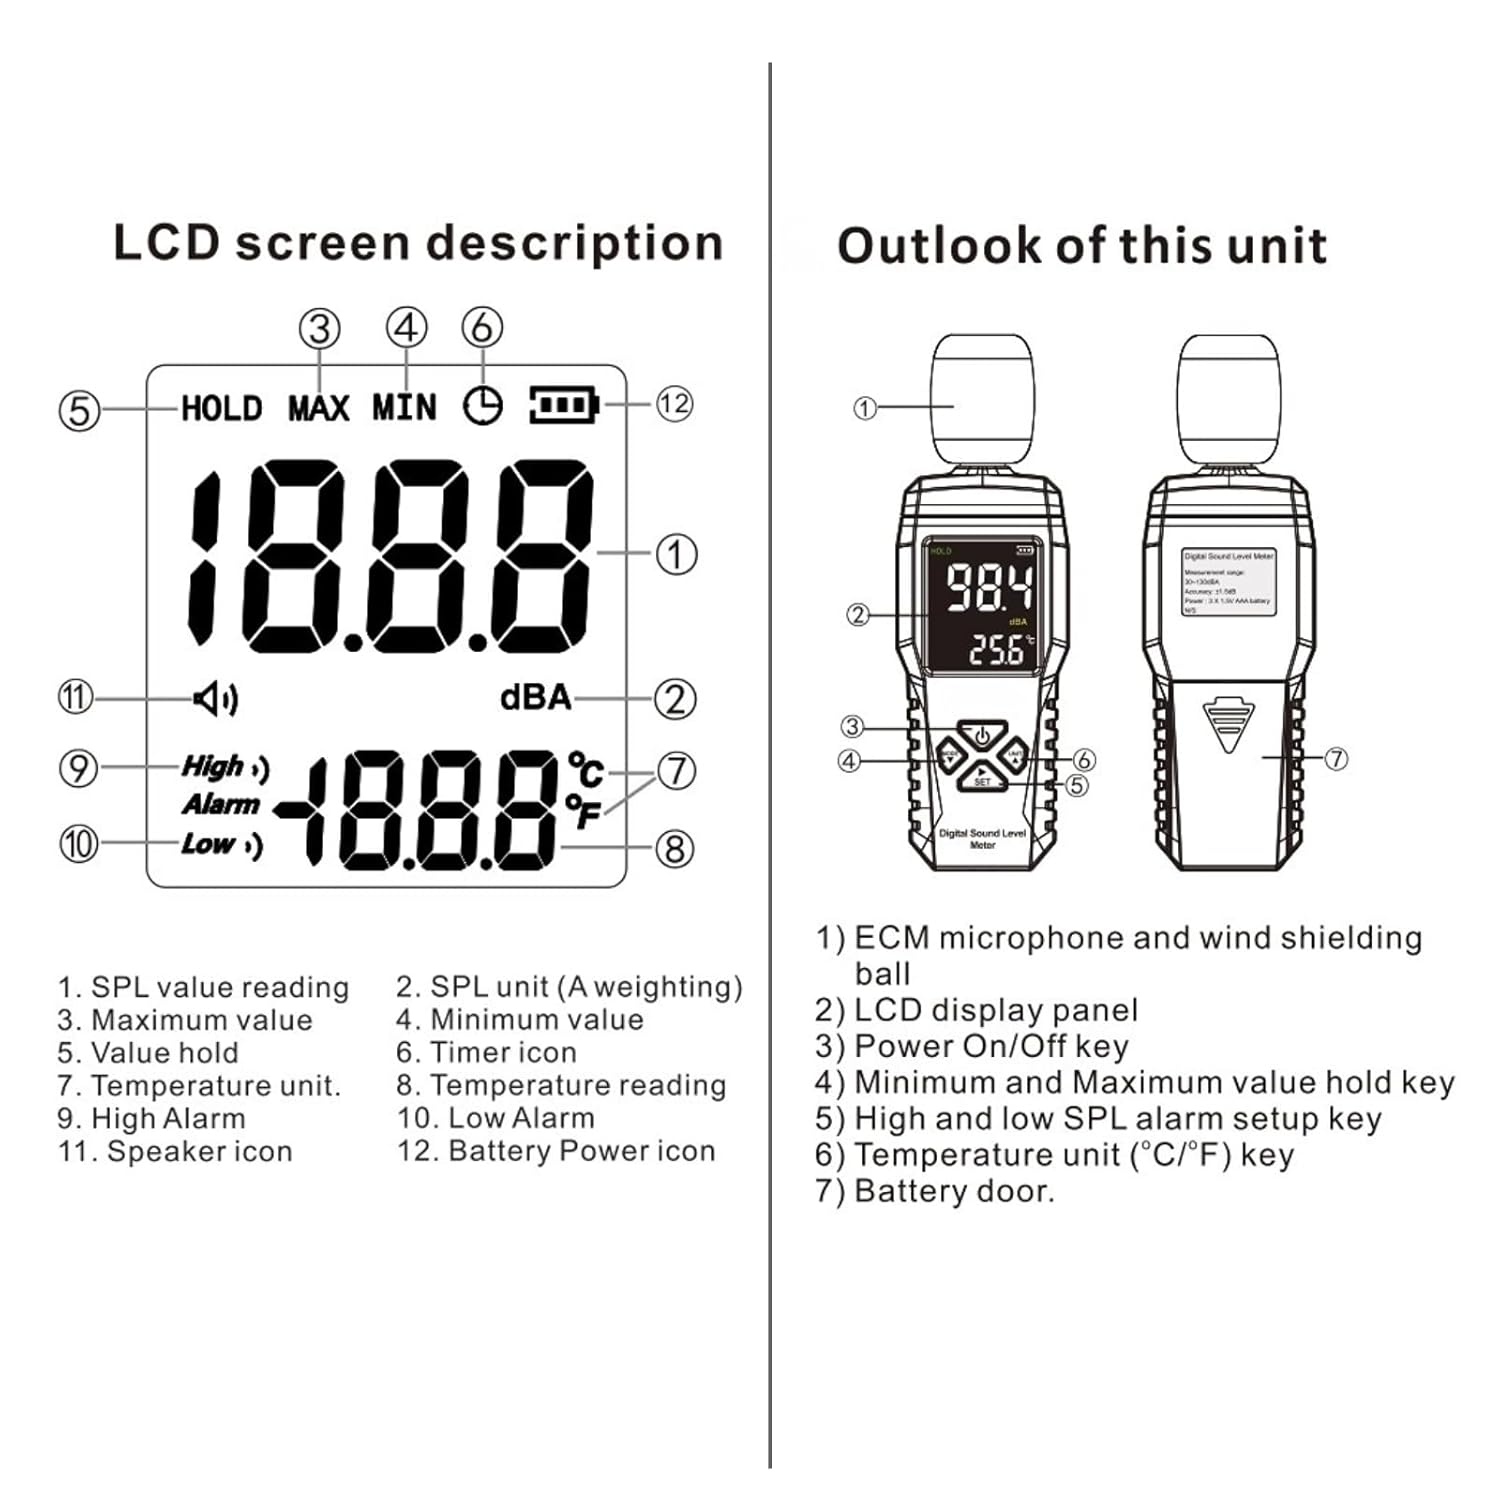 LCD screen description
③ ④ ⑥
⑤ HOLD MAX MIN ⑫
188.8.8
①
⑪ dBA ②
⑨ High
Alarm
⑩ Low
-188.8.8
°C
°F
⑦
⑧
1. SPL value reading
2. SPL unit (A weighting)
3. Maximum value
4. Minimum value
5. Value hold
6. Timer icon
7. Temperature unit.
8. Temperature reading
9. High Alarm
10. Low Alarm
11. Speaker icon
12. Battery Power icon
Outlook of this unit
①
②
HOLD
98.4
dBA
25.6 °C
③
④
⑥
⑤
MODE
UNIT
SET
Digital Sound Level
Meter
Digital Sound Level Meter
Measurement range:
30~130dBA
Accuracy: ±1.5dB
Power : 3 X 1.5V AAA battery
N/S
⑦
1) ECM microphone and wind shielding
ball
2) LCD display panel
3) Power On/Off key
4) Minimum and Maximum value hold key
5) High and low SPL alarm setup key
6) Temperature unit (°C/°F) key
7) Battery door.